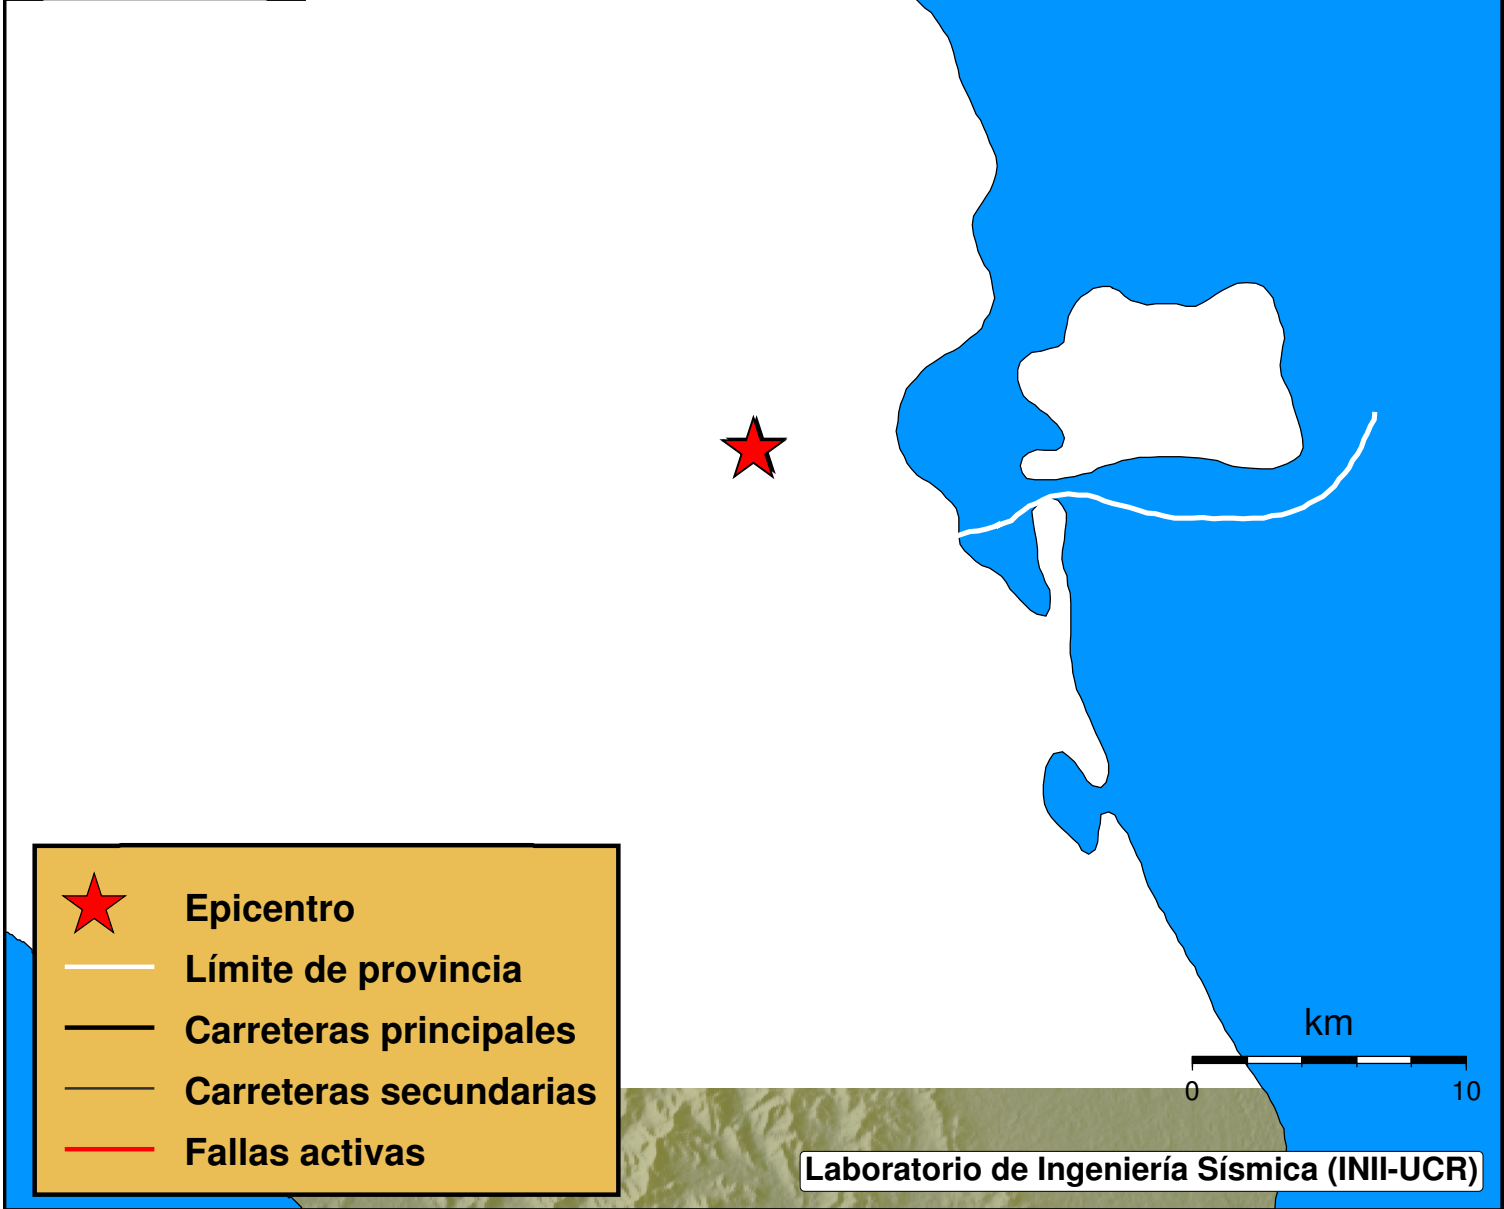 Epicentro
Límite de provincia
Carreteras principales
Carreteras secundarias
Fallas activas
km
0 10
Laboratorio de Ingeniería Sísmica (INII-UCR)